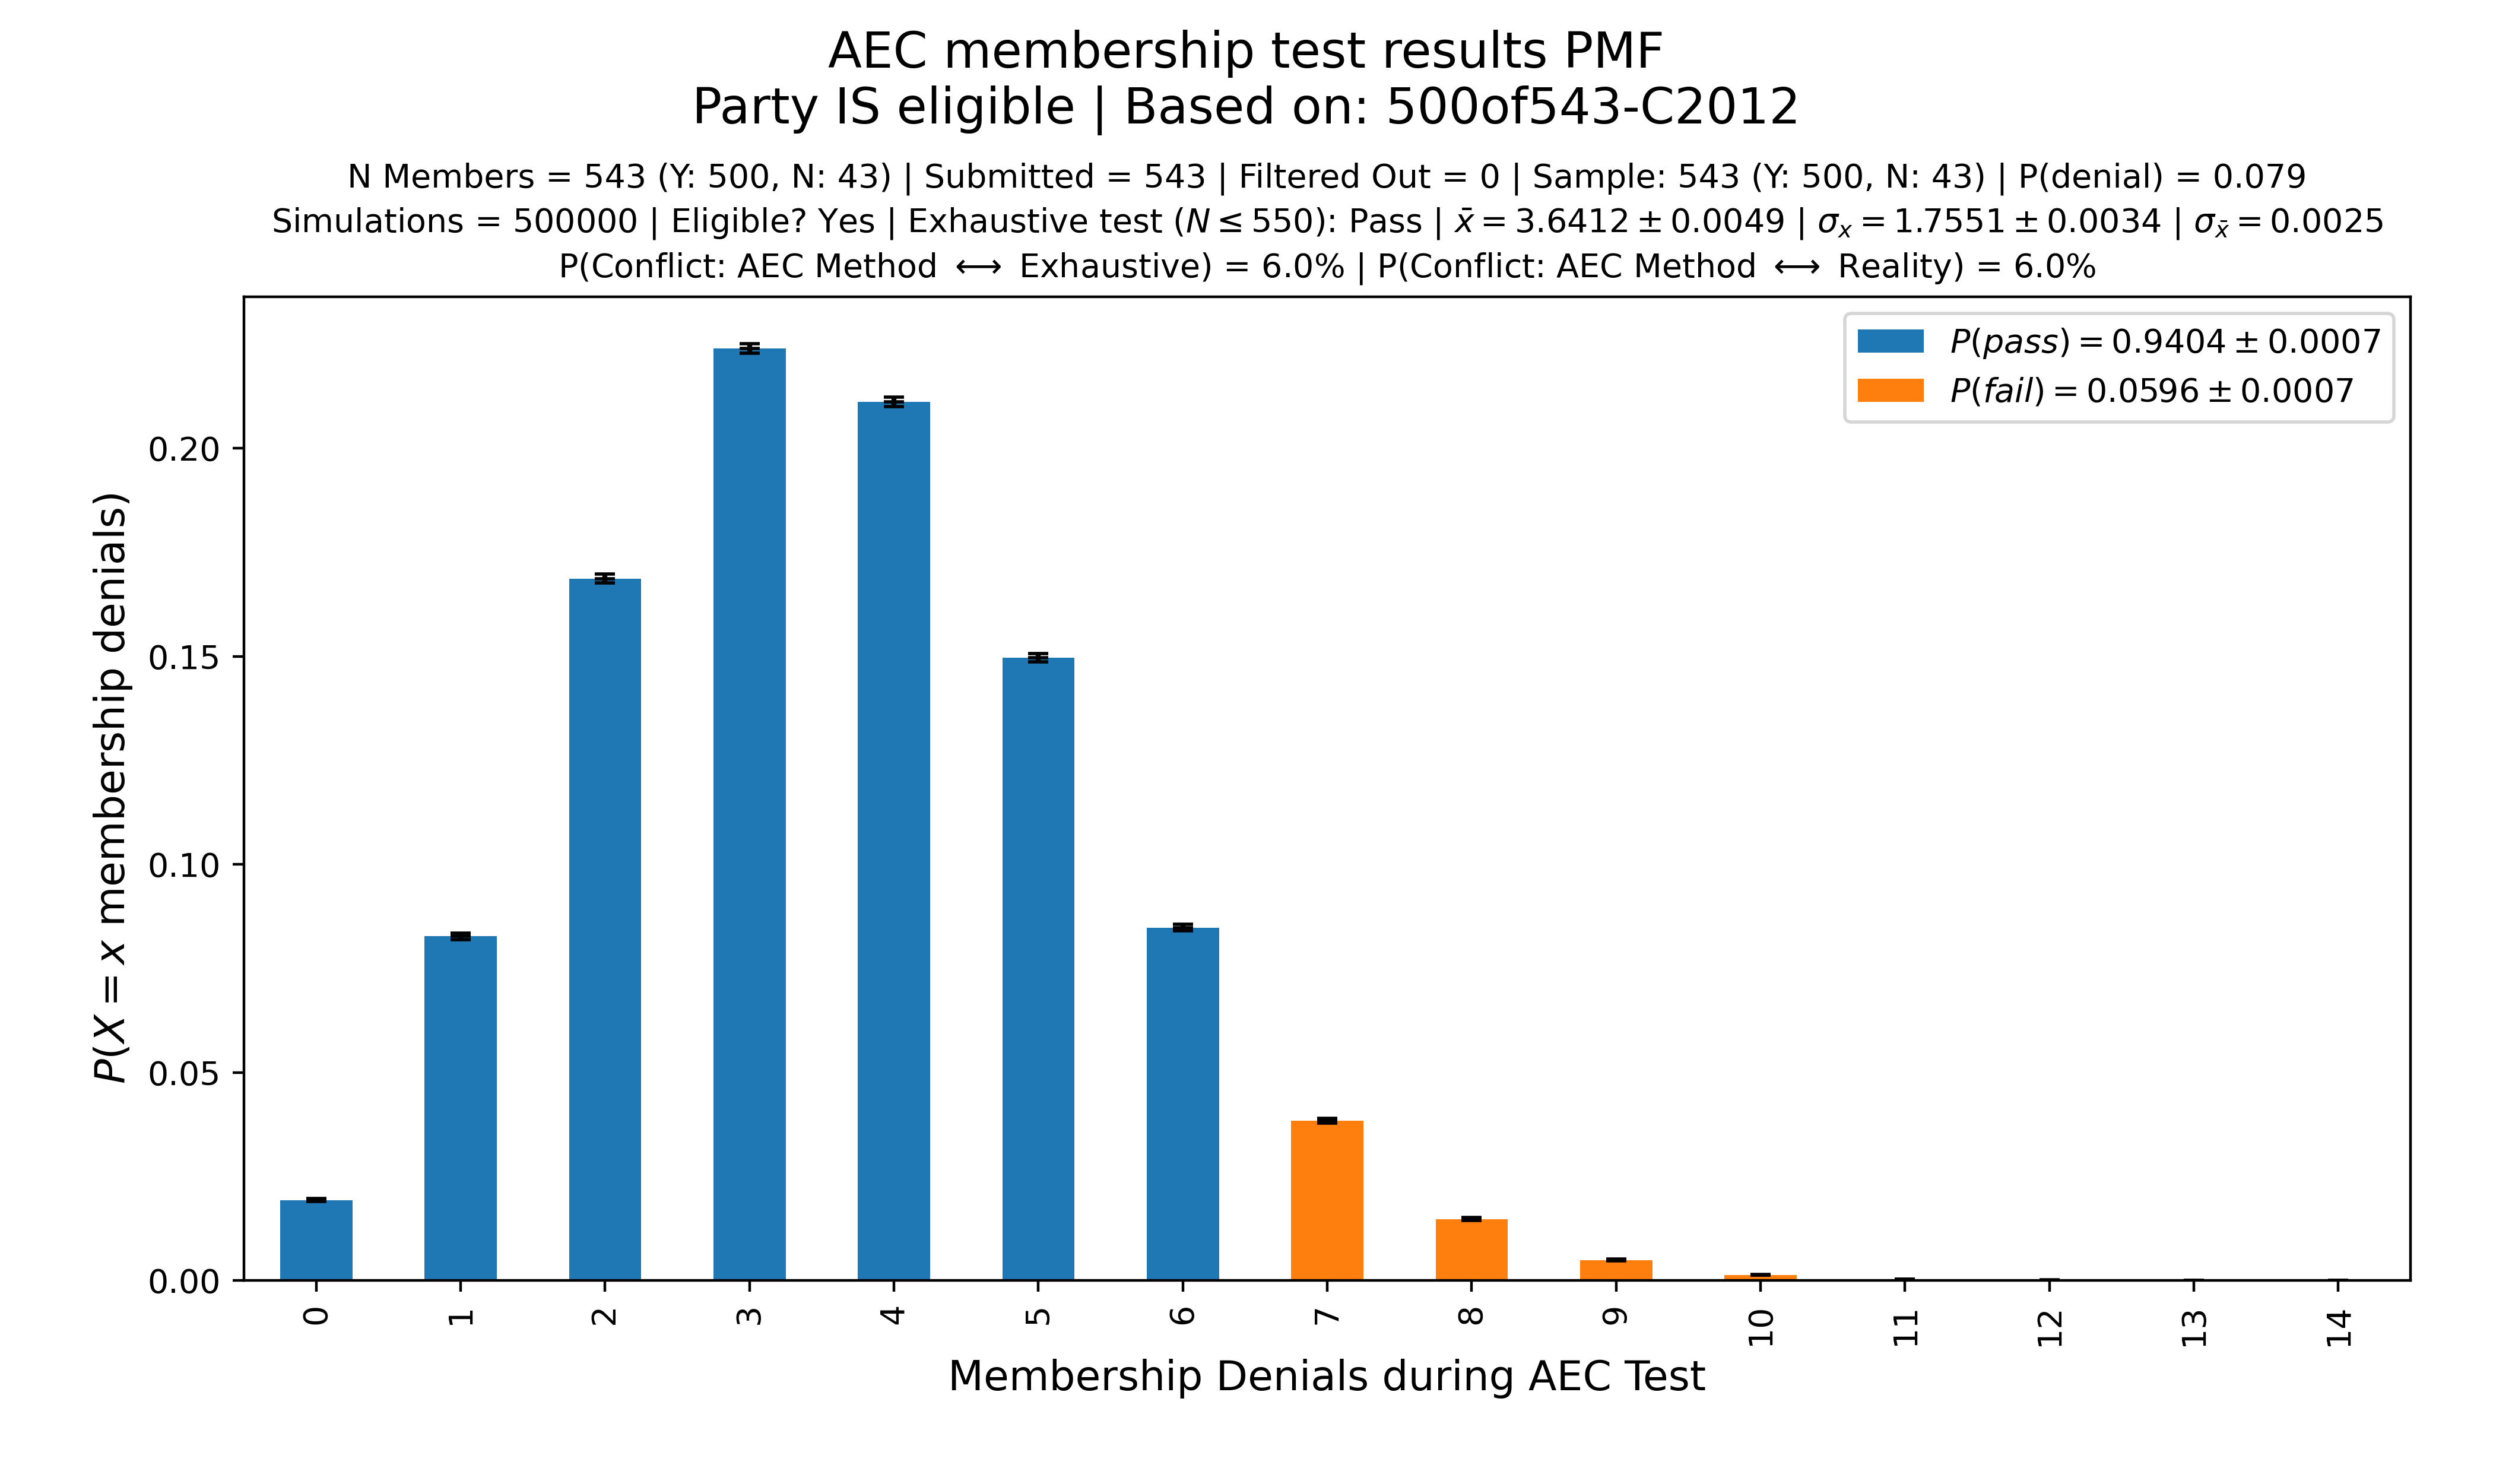 AEC membership test results PMF
Party IS eligible | Based on: 500of543-C2012
N Members = 543 (Y: 500, N: 43) | Submitted = 543 | Filtered Out = 0 | Sample: 543 (Y: 500, N: 43) | P(denial) = 0.079
Simulations = 500000 | Eligible? Yes | Exhaustive test (N ≤ 550): Pass | x̄ = 3.6412 ± 0.0049 | σₓ = 1.7551 ± 0.0034 | σ_x̄ = 0.0025
P(Conflict: AEC Method ⟷ Exhaustive) = 6.0% | P(Conflict: AEC Method ⟷ Reality) = 6.0%
P(pass) = 0.9404 ± 0.0007
P(fail) = 0.0596 ± 0.0007
P(X = x membership denials)
0.20
0.15
0.10
0.05
0.00
0 1 2 3 4 5 6 7 8 9 10 11 12 13 14
Membership Denials during AEC Test